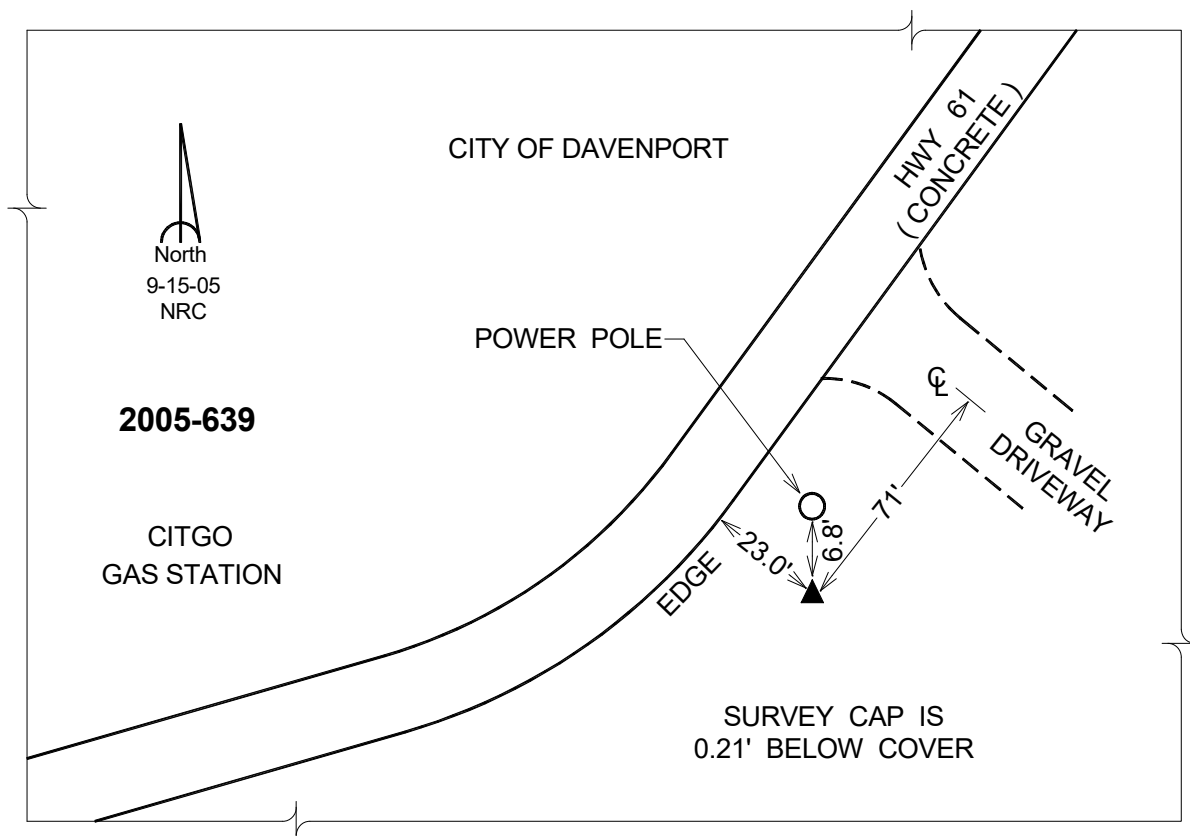 CITY OF DAVENPORT
HWY 61
( CONCRETE )
North
9-15-05
NRC
POWER POLE
2005-639
℄
GRAVEL
DRIVEWAY
71'
6.8'
23.0'
EDGE
CITGO
GAS STATION
SURVEY CAP IS
0.21' BELOW COVER